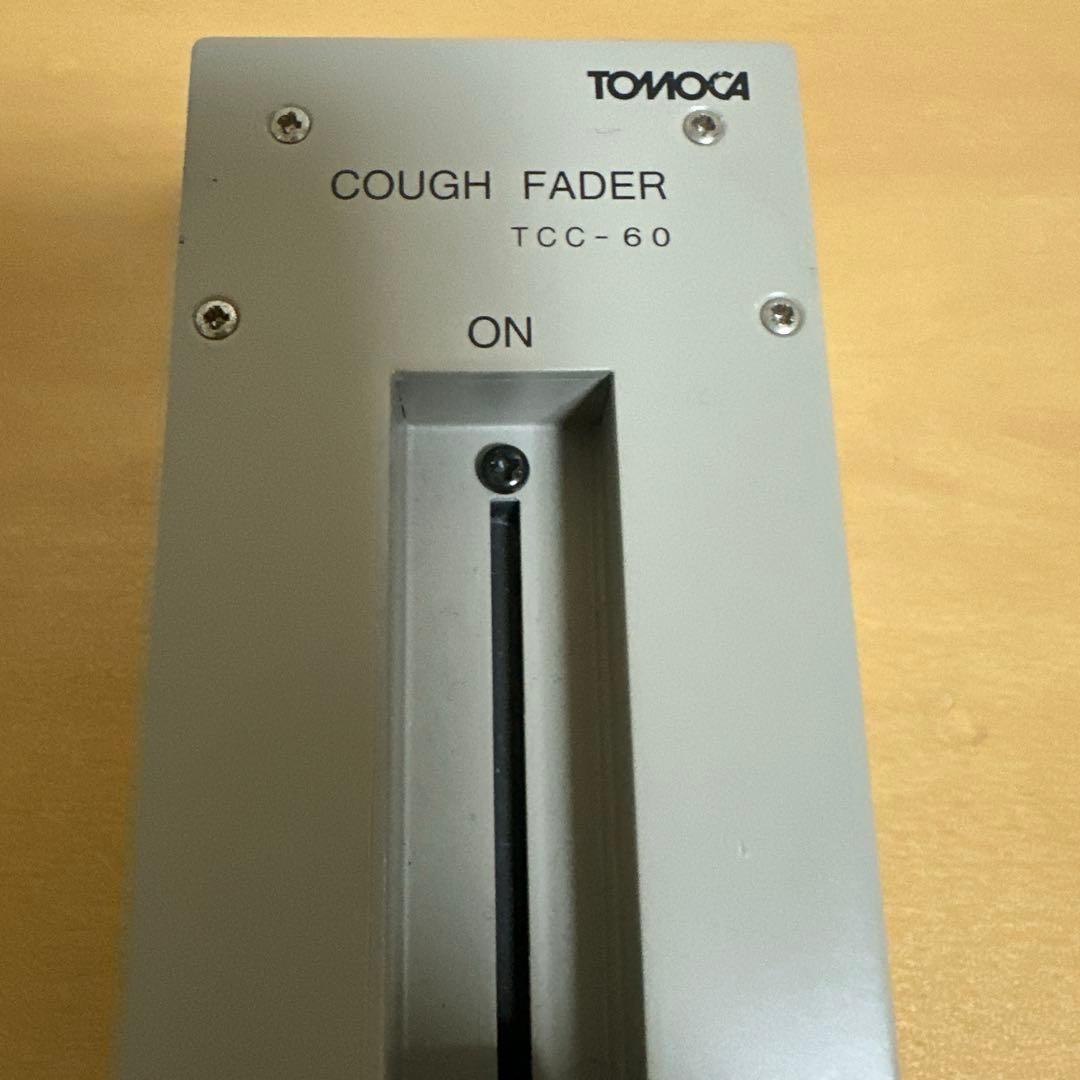 TOMOCA
COUGH FADER
TCC-60
ON